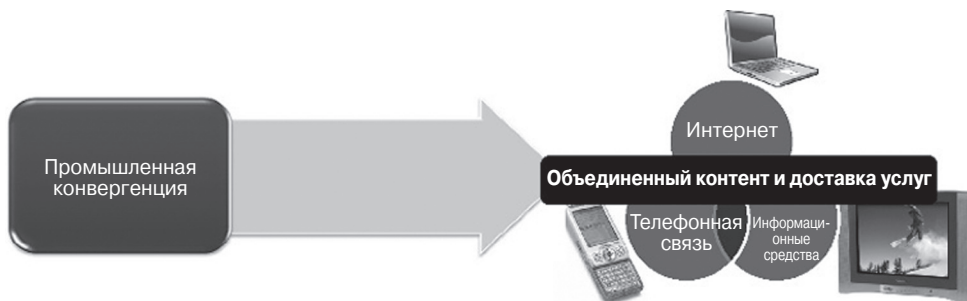 Промышленная
конвергенция
Интернет
Объединенный контент и доставка услуг
Телефонная
связь
Информаци-
онные
средства